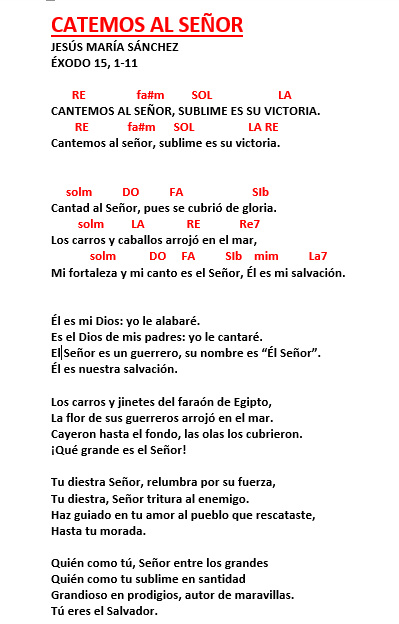 CATEMOS AL SEÑOR
JESÚS MARÍA SÁNCHEZ
ÉXODO 15, 1-11
RE fa#m SOL LA
CANTEMOS AL SEÑOR, SUBLIME ES SU VICTORIA.
RE fa#m SOL LA RE
Cantemos al señor, sublime es su victoria.
solm DO FA SIb
Cantad al Señor, pues se cubrió de gloria.
solm LA RE Re7
Los carros y caballos arrojó en el mar,
solm DO FA SIb mim La7
Mi fortaleza y mi canto es el Señor, Él es mi salvación.
Él es mi Dios: yo le alabaré.
Es el Dios de mis padres: yo le cantaré.
El Señor es un guerrero, su nombre es “Él Señor”.
Él es nuestra salvación.
Los carros y jinetes del faraón de Egipto,
La flor de sus guerreros arrojó en el mar.
Cayeron hasta el fondo, las olas los cubrieron.
¡Qué grande es el Señor!
Tu diestra Señor, relumbra por su fuerza,
Tu diestra, Señor tritura al enemigo.
Haz guiado en tu amor al pueblo que rescataste,
Hasta tu morada.
Quién como tú, Señor entre los grandes
Quién como tu sublime en santidad
Grandioso en prodigios, autor de maravillas.
Tú eres el Salvador.